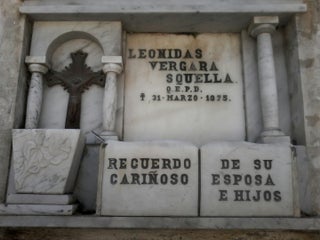 LEONIDAS
VERGARA
SQUELLA.
Q.E.P.D.
✝ 31-MARZO-1975.
RECUERDO
CARIÑOSO
DE SU
ESPOSA
E HIJOS